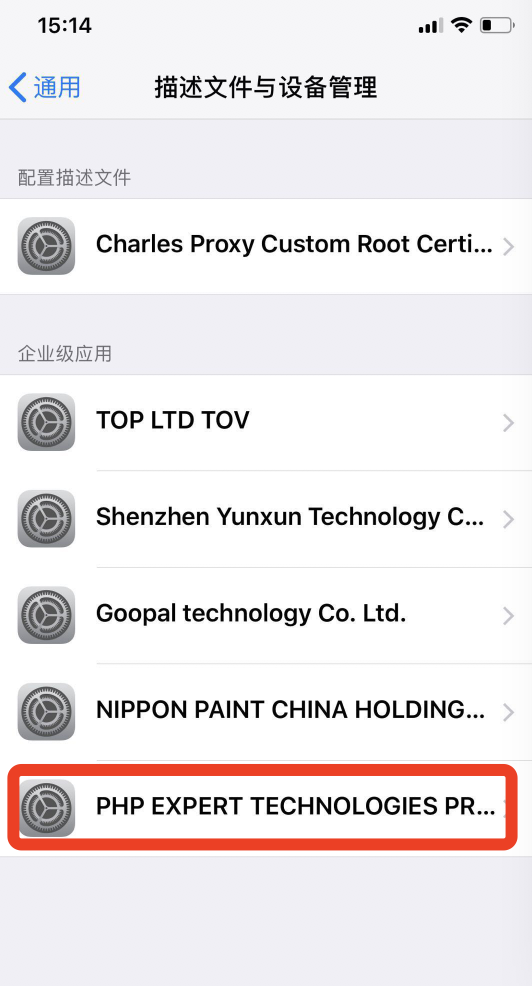 15:14
通用
描述文件与设备管理
配置描述文件
Charles Proxy Custom Root Certi...
企业级应用
TOP LTD TOV
Shenzhen Yunxun Technology C...
Goopal technology Co. Ltd.
NIPPON PAINT CHINA HOLDING...
PHP EXPERT TECHNOLOGIES PR...